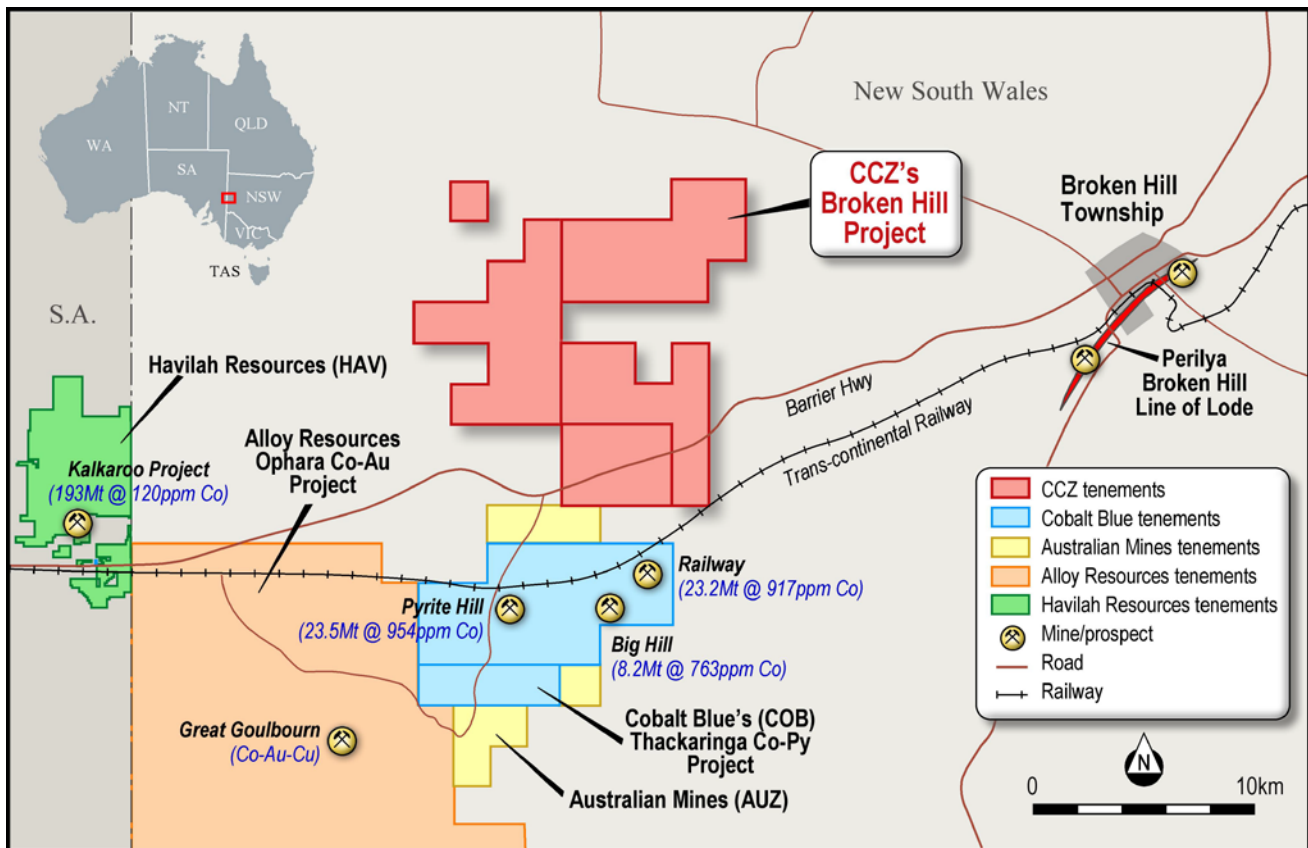 New South Wales
NT
QLD
WA
SA
NSW
VIC
TAS
S.A.
CCZ's
Broken Hill
Project
Broken Hill
Township
Perilya
Broken Hill
Line of Lode
Barrier Hwy
Trans-continental Railway
Havilah Resources (HAV)
Alloy Resources
Ophara Co-Au
Project
Kalkaroo Project
(193Mt @ 120ppm Co)
Railway
(23.2Mt @ 917ppm Co)
Pyrite Hill
(23.5Mt @ 954ppm Co)
Big Hill
(8.2Mt @ 763ppm Co)
Great Goulbourn
(Co-Au-Cu)
Cobalt Blue's (COB)
Thackaringa Co-Py
Project
Australian Mines (AUZ)
CCZ tenements
Cobalt Blue tenements
Australian Mines tenements
Alloy Resources tenements
Havilah Resources tenements
Mine/prospect
Road
Railway
N
0 10km